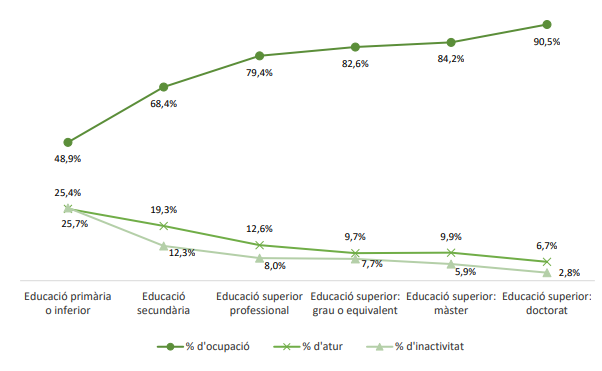 90,5%
84,2%
82,6%
79,4%
68,4%
48,9%
25,4%
19,3%
12,6%
9,7%
9,9%
6,7%
25,7%
12,3%
8,0%
7,7%
5,9%
2,8%
Educació primària
o inferior
Educació
secundària
Educació superior
professional
Educació superior:
grau o equivalent
Educació superior:
màster
Educació superior:
doctorat
% d'ocupació
% d'atur
% d'inactivitat